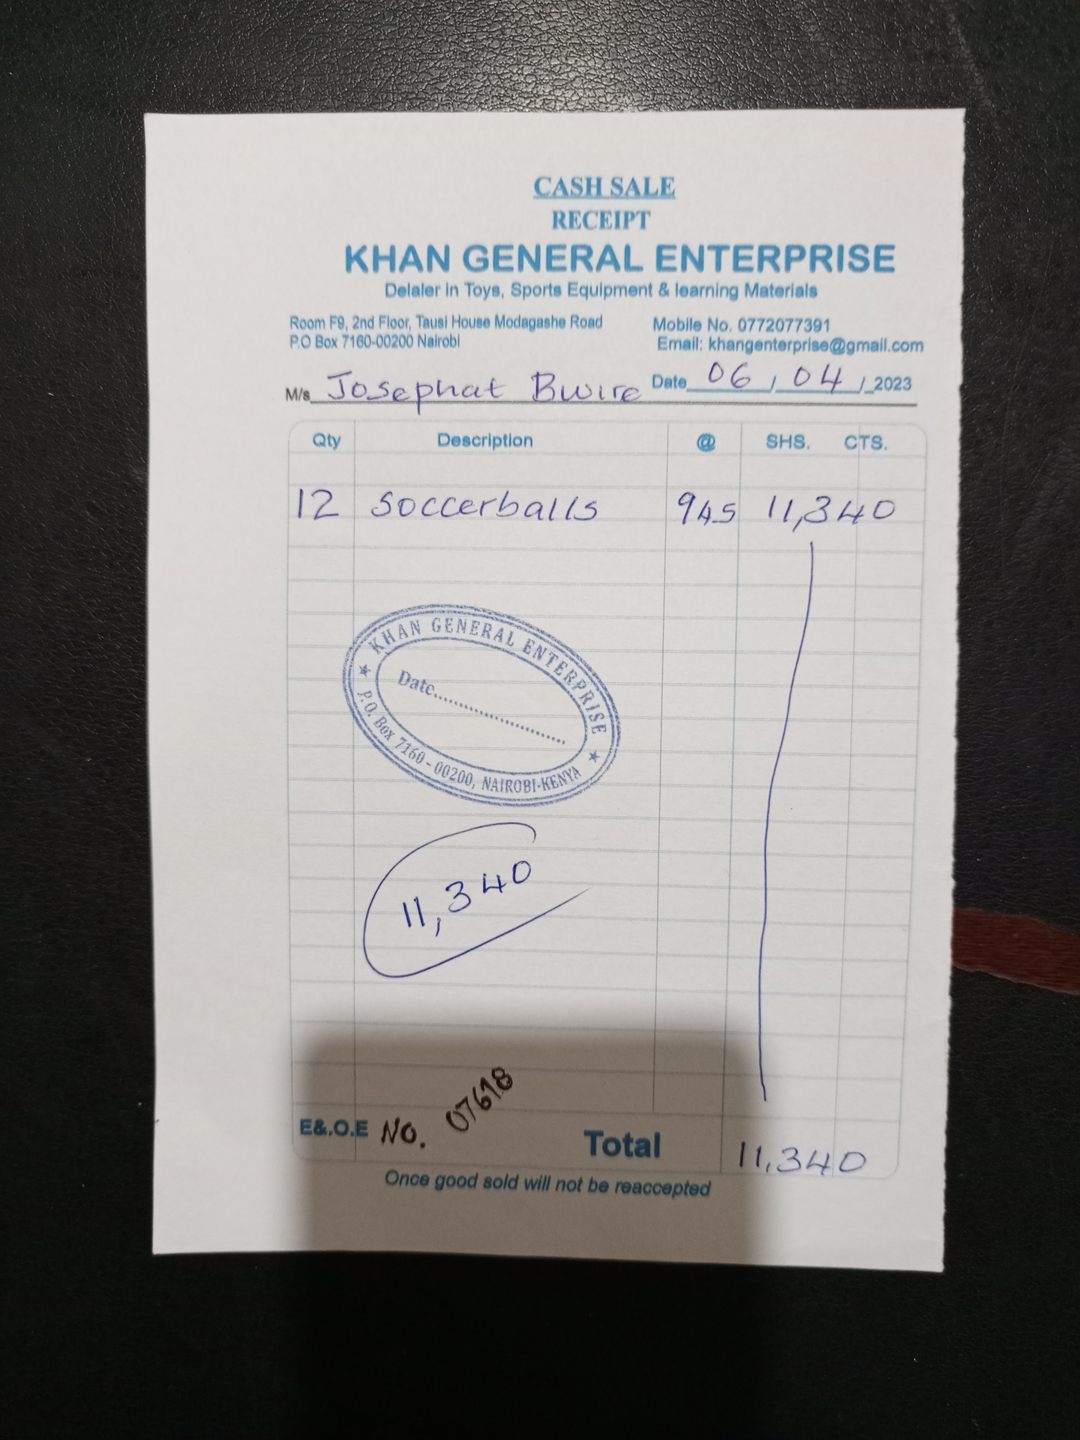 CASH SALE
RECEIPT
KHAN GENERAL ENTERPRISE
Delaler in Toys, Sports Equipment & learning Materials
Room F9, 2nd Floor, Tausi House Modagashe Road
P.O Box 7160-00200 Nairobi
Mobile No. 0772077391
Email: khangenterprise@gmail.com
M/s Josephat Bwire Date 06 / 04 / 2023
Qty Description @ SHS. CTS.
12 soccerballs 945 11,340
KHAN GENERAL ENTERPRISE
Date....................
P.O. Box 7160 - 00200, NAIROBI-KENYA
11,340
E&.O.E NO. 07618
Total 11,340
Once good sold will not be reaccepted